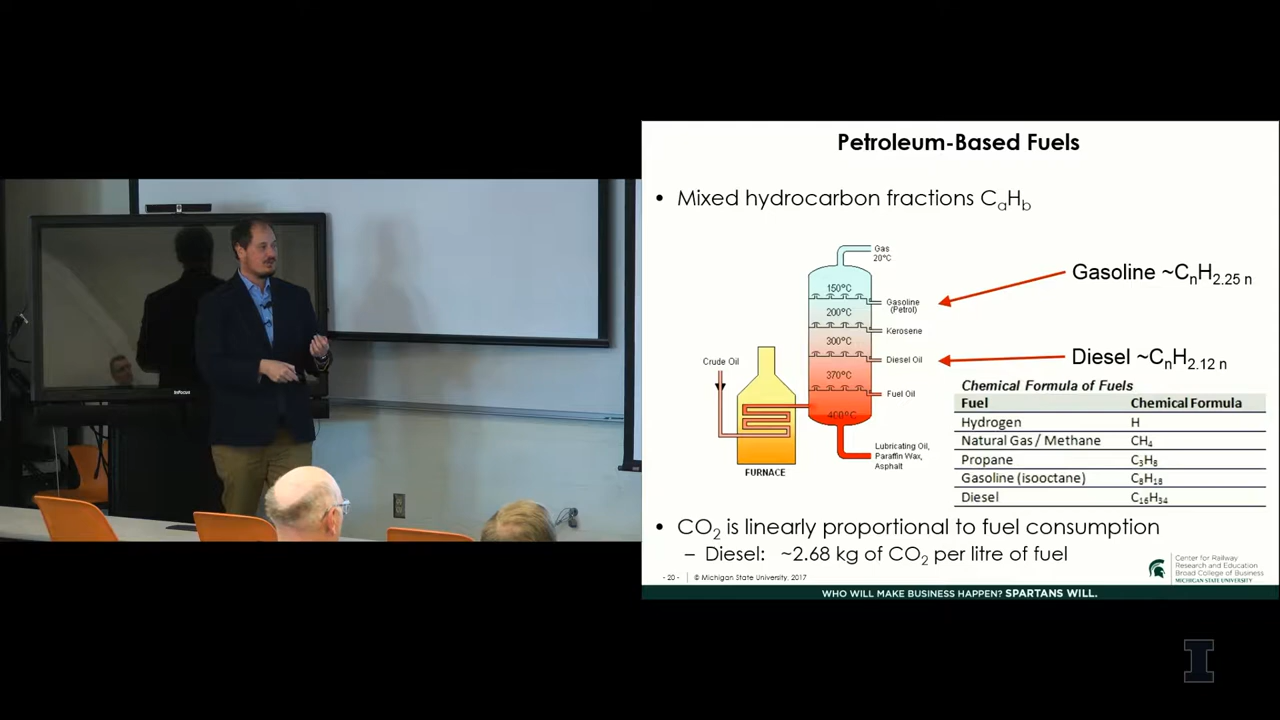 Petroleum-Based Fuels
• Mixed hydrocarbon fractions CaHb
Gas
20°C
150°C
Gasoline
(Petrol)
200°C
Kerosene
300°C
Diesel Oil
370°C
Fuel Oil
400°C
Crude Oil
Lubricating Oil,
Paraffin Wax,
Asphalt
FURNACE
Gasoline ~CnH2.25 n
Diesel ~CnH2.12 n
Chemical Formula of Fuels
Fuel Chemical Formula
Hydrogen H
Natural Gas / Methane CH4
Propane C3H8
Gasoline (isooctane) C8H18
Diesel C16H34
• CO2 is linearly proportional to fuel consumption
– Diesel: ~2.68 kg of CO2 per litre of fuel
- 20 - © Michigan State University, 2017
Center for Railway
Research and Education
Broad College of Business
MICHIGAN STATE UNIVERSITY
WHO WILL MAKE BUSINESS HAPPEN? SPARTANS WILL.
InFocus
I